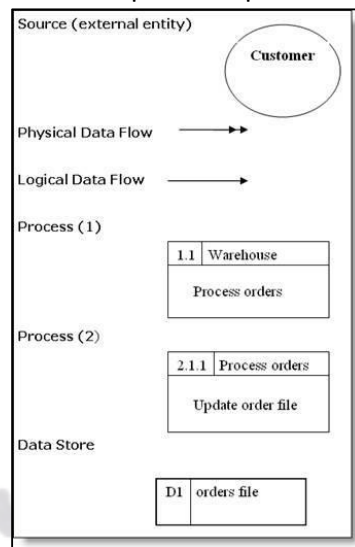 Source (external entity)
Customer
Physical Data Flow
Logical Data Flow
Process (1)
1.1 Warehouse
Process orders
Process (2)
2.1.1 Process orders
Update order file
Data Store
D1 orders file